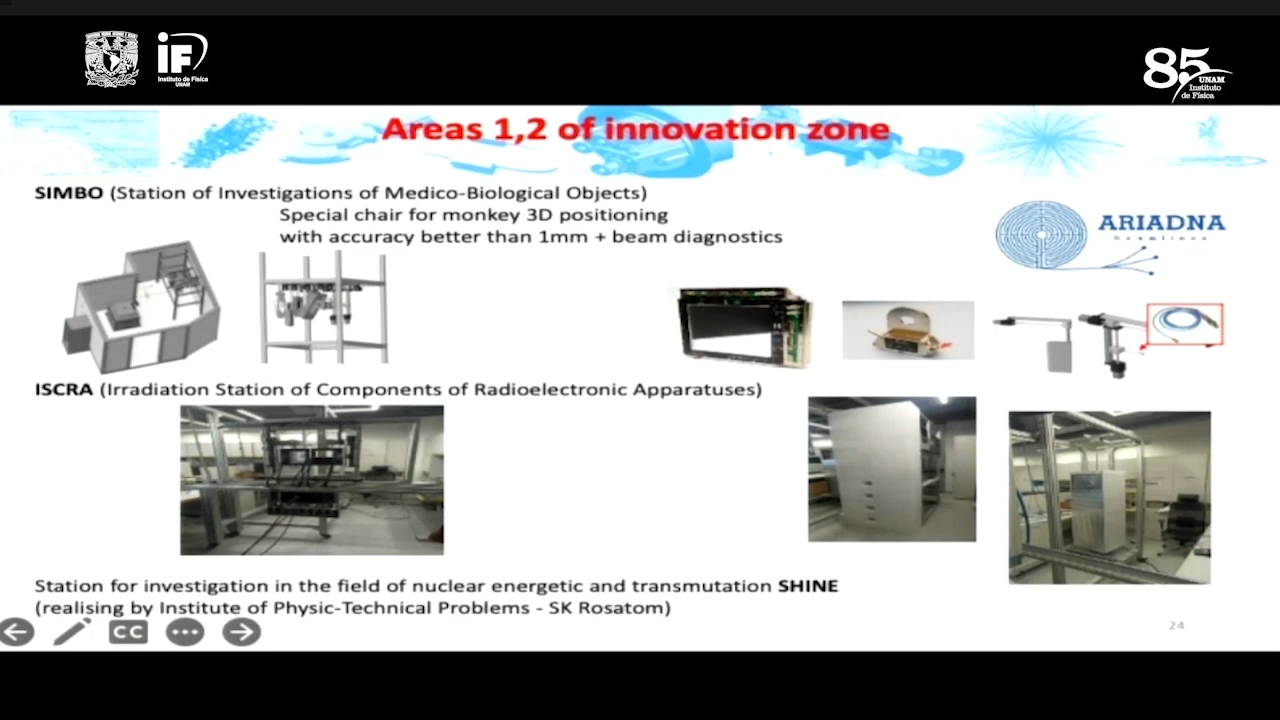 iF
Instituto de Física
UNAM
85
UNAM
Instituto
de Física
Areas 1,2 of innovation zone
SIMBO (Station of Investigations of Medico-Biological Objects)
Special chair for monkey 3D positioning
with accuracy better than 1mm + beam diagnostics
ARIADNA
beamlines
ISCRA (Irradiation Station of Components of Radioelectronic Apparatuses)
Station for investigation in the field of nuclear energetic and transmutation SHINE
(realising by Institute of Physic-Technical Problems - SK Rosatom)
CC
24